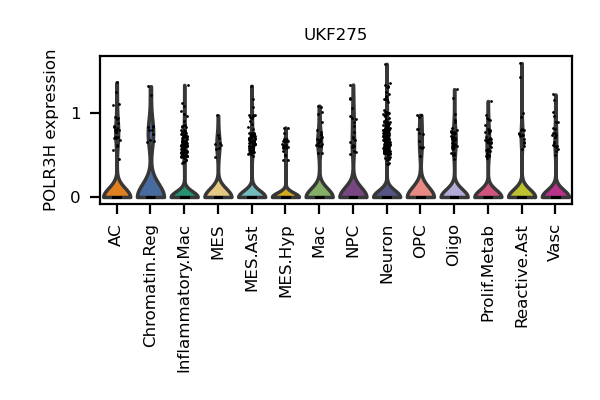 UKF275
POLR3H expression
1
0
AC
Chromatin.Reg
Inflammatory.Mac
MES
MES.Ast
MES.Hyp
Mac
NPC
Neuron
OPC
Oligo
Prolif.Metab
Reactive.Ast
Vasc